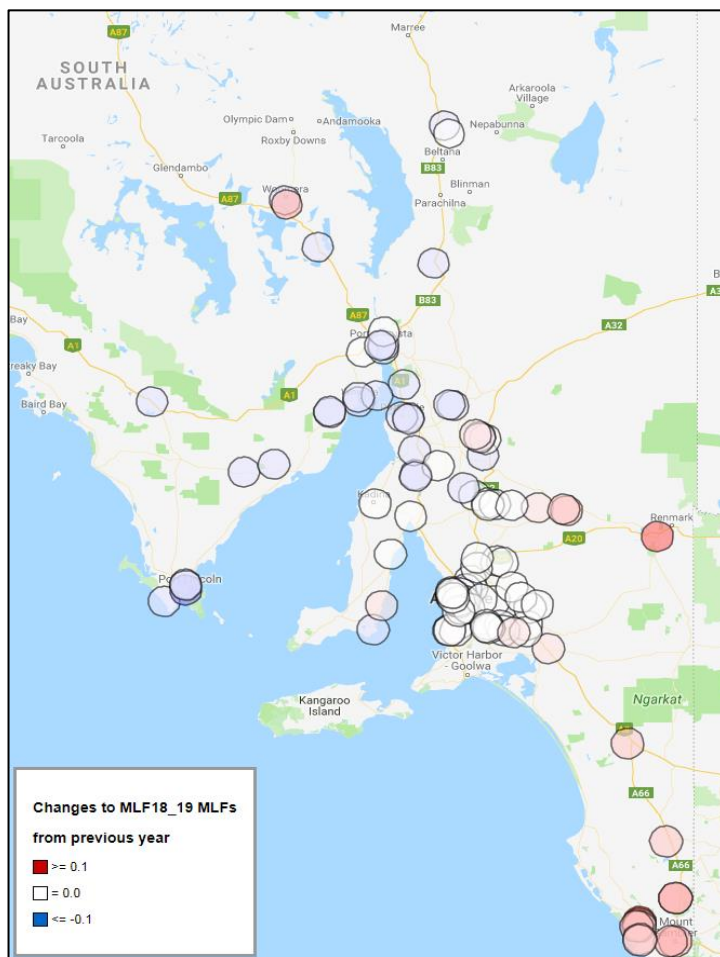 A87
Marree
SOUTH
AUSTRALIA
Arkaroola
Village
Olympic Dam
Andamooka
Roxby Downs
Nepabunna
Tarcoola
Beltana
Glendambo
B83
Blinman
A87
Parachilna
A87
B83
A32
Bay
A1
A1
Baird Bay
A1
Renmark
A20
Victor Harbor
- Goolwa
Kangaroo
Island
Ngarkat
A66
A66
Mount
Changes to MLF18_19 MLFs
from previous year
>= 0.1
= 0.0
<= -0.1